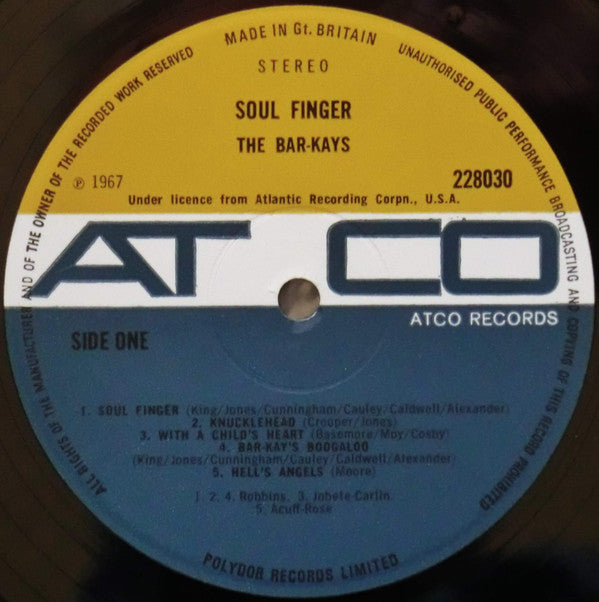 MADE IN Gt. BRITAIN
UNAUTHORISED PUBLIC PERFORMANCE BROADCASTING AND COPYING OF THIS RECORD PROHIBITED
ALL RIGHTS OF THE MANUFACTURER AND OF THE OWNER OF THE RECORDED WORK RESERVED
STEREO
SOUL FINGER
THE BAR-KAYS
℗ 1967
228030
Under licence from Atlantic Recording Corpn., U.S.A.
ATCO
ATCO RECORDS
SIDE ONE
1. SOUL FINGER (King/Jones/Cunningham/Cauley/Caldwell/Alexander)
2. KNUCKLEHEAD (Crooper/Jones)
3. WITH A CHILD'S HEART (Basemore/Moy/Cosby)
4. BAR-KAY'S BOOGALOO
(King/Jones/Cunningham/Cauley/Caldwell/Alexander)
5. HELL'S ANGELS (Moore)
1. 2. 4. Robbins. 3. Jobete-Carlin.
5. Acuff-Rose
POLYDOR RECORDS LIMITED